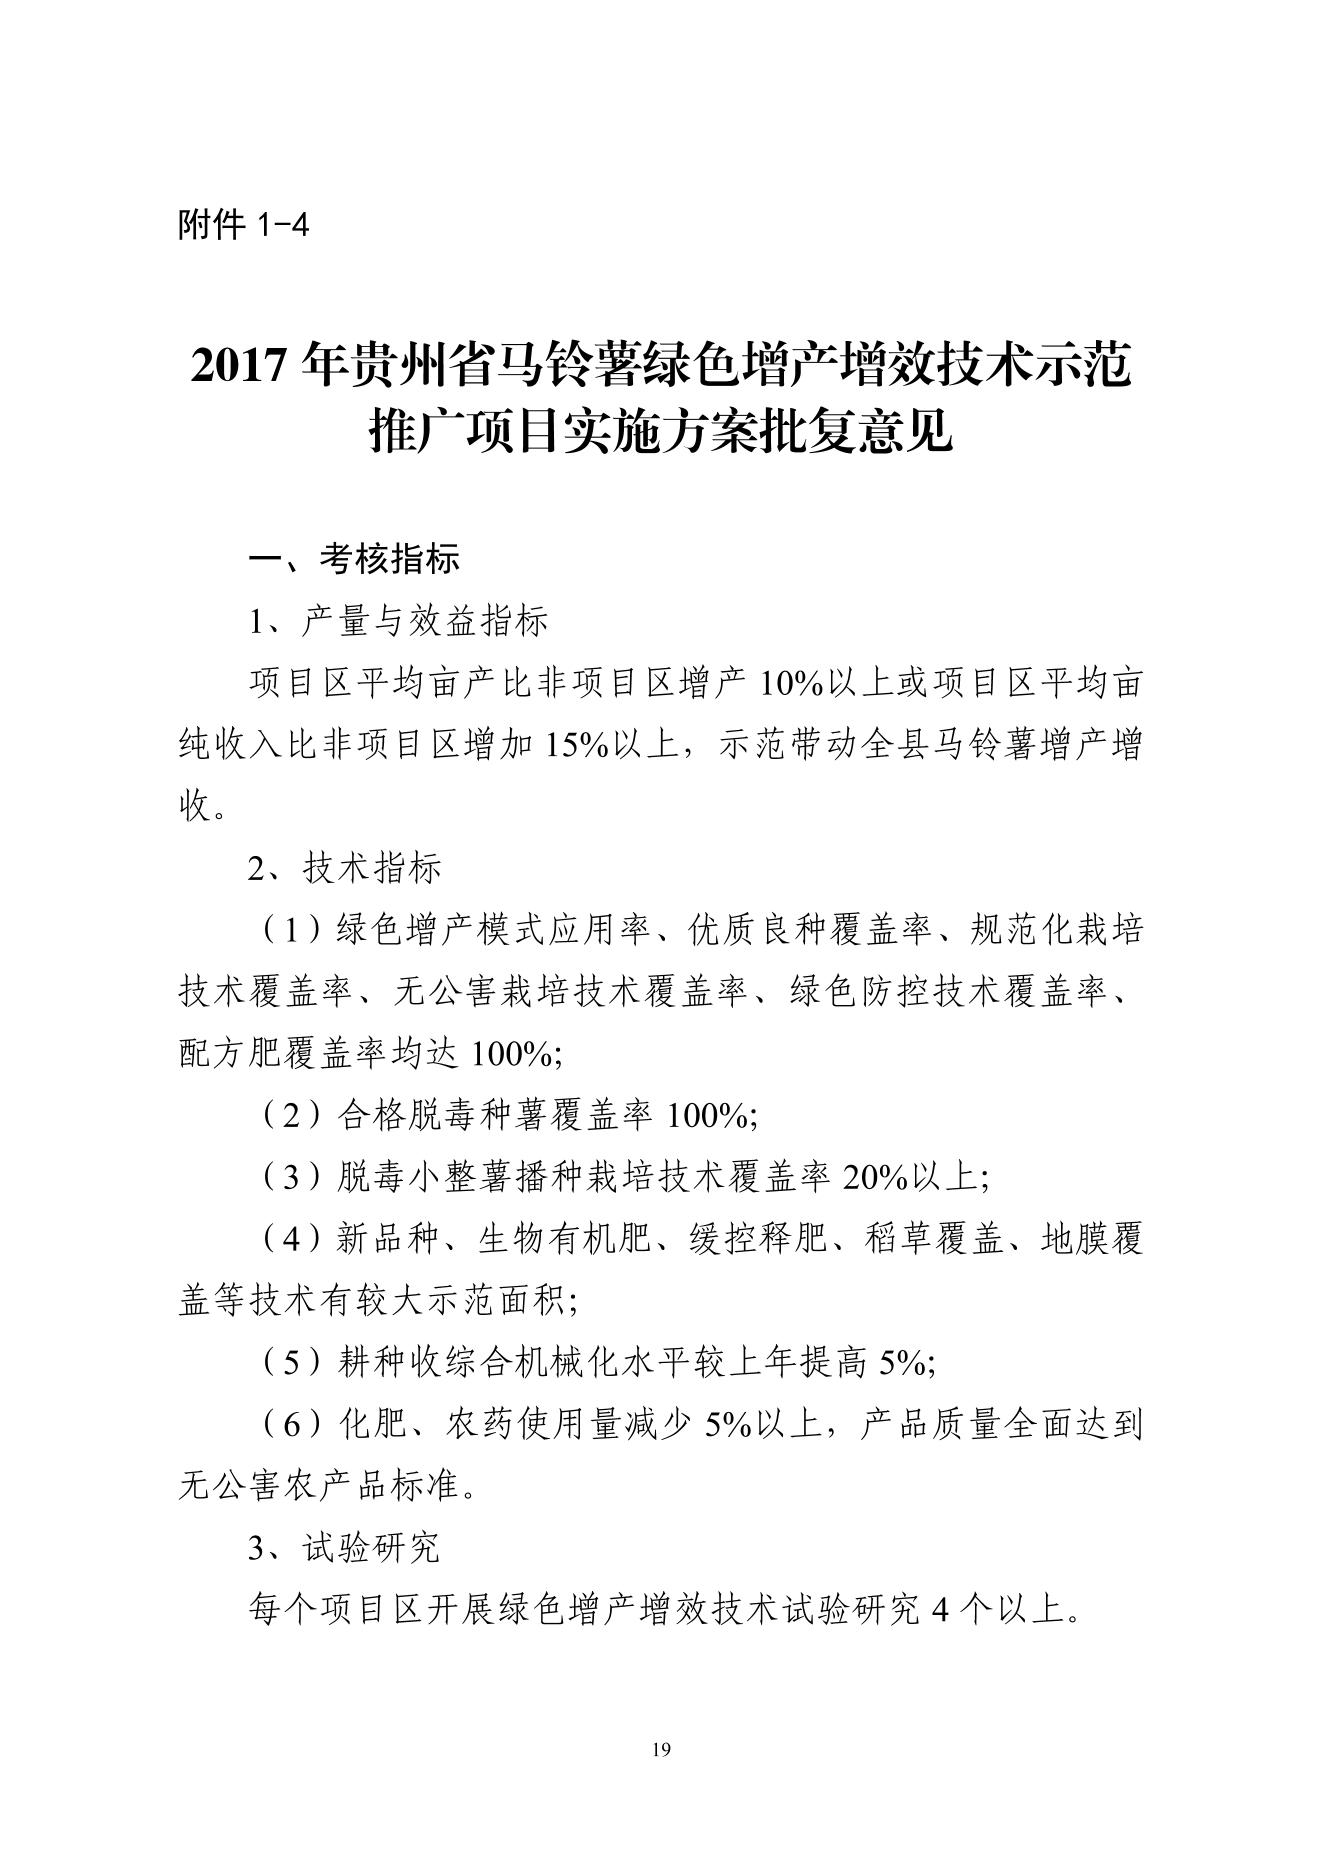 附件 1-4
2017 年贵州省马铃薯绿色增产增效技术示范
推广项目实施方案批复意见
一、考核指标
1、产量与效益指标
项目区平均亩产比非项目区增产 10%以上或项目区平均亩
纯收入比非项目区增加 15%以上，示范带动全县马铃薯增产增
收。
2、技术指标
（1）绿色增产模式应用率、优质良种覆盖率、规范化栽培
技术覆盖率、无公害栽培技术覆盖率、绿色防控技术覆盖率、
配方肥覆盖率均达 100%;
（2）合格脱毒种薯覆盖率 100%;
（3）脱毒小整薯播种栽培技术覆盖率 20%以上;
（4）新品种、生物有机肥、缓控释肥、稻草覆盖、地膜覆
盖等技术有较大示范面积;
（5）耕种收综合机械化水平较上年提高 5%;
（6）化肥、农药使用量减少 5%以上，产品质量全面达到
无公害农产品标准。
3、试验研究
每个项目区开展绿色增产增效技术试验研究 4 个以上。
19